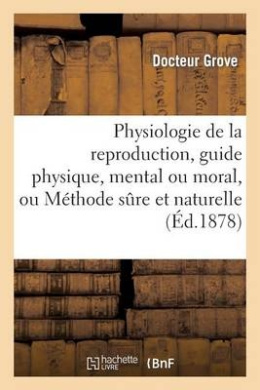 Docteur Grove
Physiologie de la
reproduction, guide
physique, mental ou moral,
ou Méthode sûre et naturelle
(Éd.1878)
hachette
LIVRE
{BnF